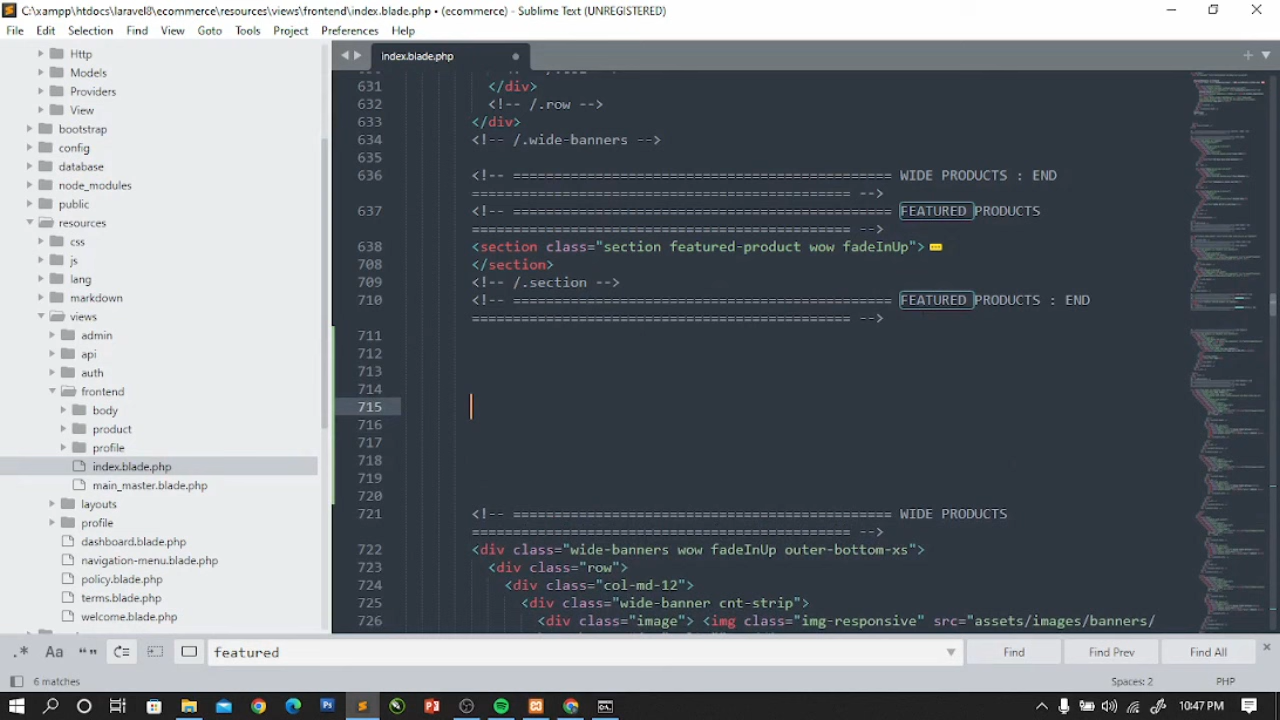 C:\xampp\htdocs\laravel8\ecommerce\resources\views\frontend\index.blade.php • (ecommerce) - Sublime Text (UNREGISTERED)
File Edit Selection Find View Goto Tools Project Preferences Help
Http
Models
Providers
View
bootstrap
config
database
node_modules
public
resources
css
js
lang
markdown
views
admin
api
auth
frontend
body
product
profile
index.blade.php
main_master.blade.php
layouts
profile
dashboard.blade.php
navigation-menu.blade.php
policy.blade.php
terms.blade.php
welcome.blade.php
index.blade.php
631 </div>
632 <!-- /.row -->
633 </div>
634 <!-- /.wide-banners -->
635
636 <!-- ============================================== WIDE PRODUCTS : END
========================================= -->
637 <!-- ============================================== FEATURED PRODUCTS
========================================= -->
638 <section class="section featured-product wow fadeInUp">
708 </section>
709 <!-- /.section -->
710 <!-- ============================================== FEATURED PRODUCTS : END
========================================= -->
711
712
713
714
715
716
717
718
719
720
721 <!-- ============================================== WIDE PRODUCTS
========================================= -->
722 <div class="wide-banners wow fadeInUp outer-bottom-xs">
723 <div class="row">
724 <div class="col-md-12">
725 <div class="wide-banner cnt-strip">
726 <div class="image"> <img class="img-responsive" src="assets/images/banners/
.* Aa “” featured Find Find Prev Find All
6 matches Spaces: 2 PHP
10:47 PM